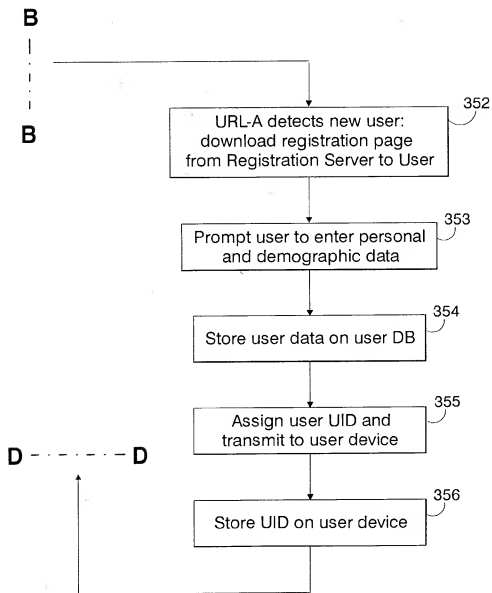 B
B
352
URL-A detects new user:
download registration page
from Registration Server to User
353
Prompt user to enter personal
and demographic data
354
Store user data on user DB
355
Assign user UID and
transmit to user device
D D
356
Store UID on user device